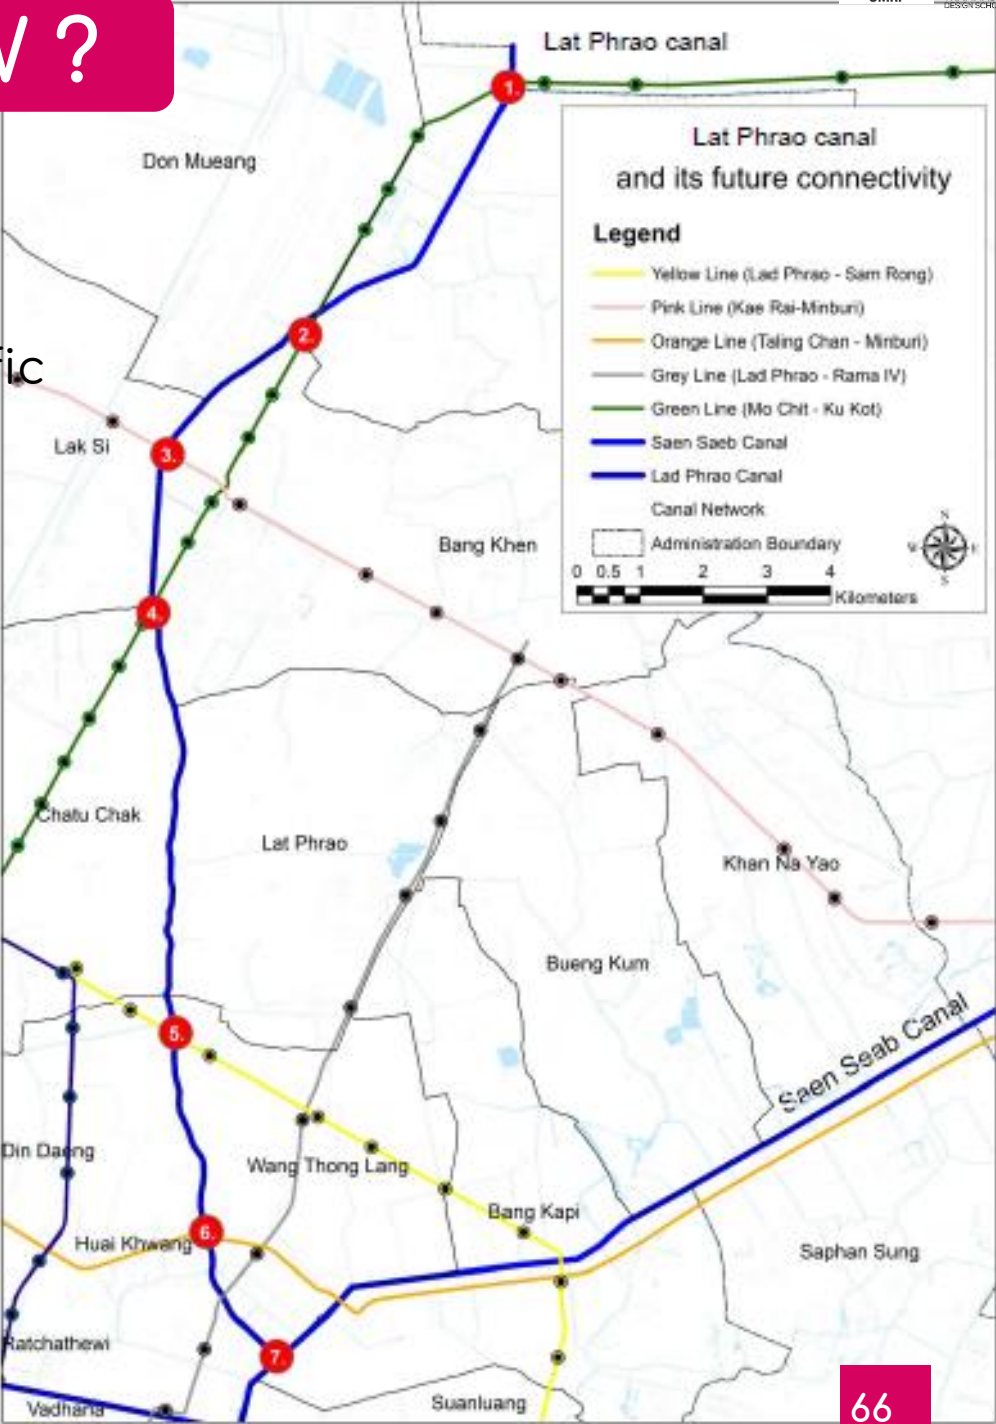 ?
Lat Phrao canal
DESIGN SCHO
1.
Lat Phrao canal
and its future connectivity
Don Mueang
Legend
Yellow Line (Lad Phrao - Sam Rong)
Pink Line (Kae Rai-Minburi)
Orange Line (Taling Chan - Minburi)
Grey Line (Lad Phrao - Rama IV)
Green Line (Mo Chit - Ku Kot)
Saen Saeb Canal
Lad Phrao Canal
Canal Network
Administration Boundary
N
W
E
S
0 0.5 1 2 3 4
Kilometers
2.
fic
Lak Si
3.
Bang Khen
4.
Chatu Chak
Lat Phrao
Khan Na Yao
Bueng Kum
Saen Seab Canal
5.
Din Daeng
Wang Thong Lang
Bang Kapi
6.
Huai Khwang
Saphan Sung
Ratchathewi
7.
Vadhana
Suanluang
66